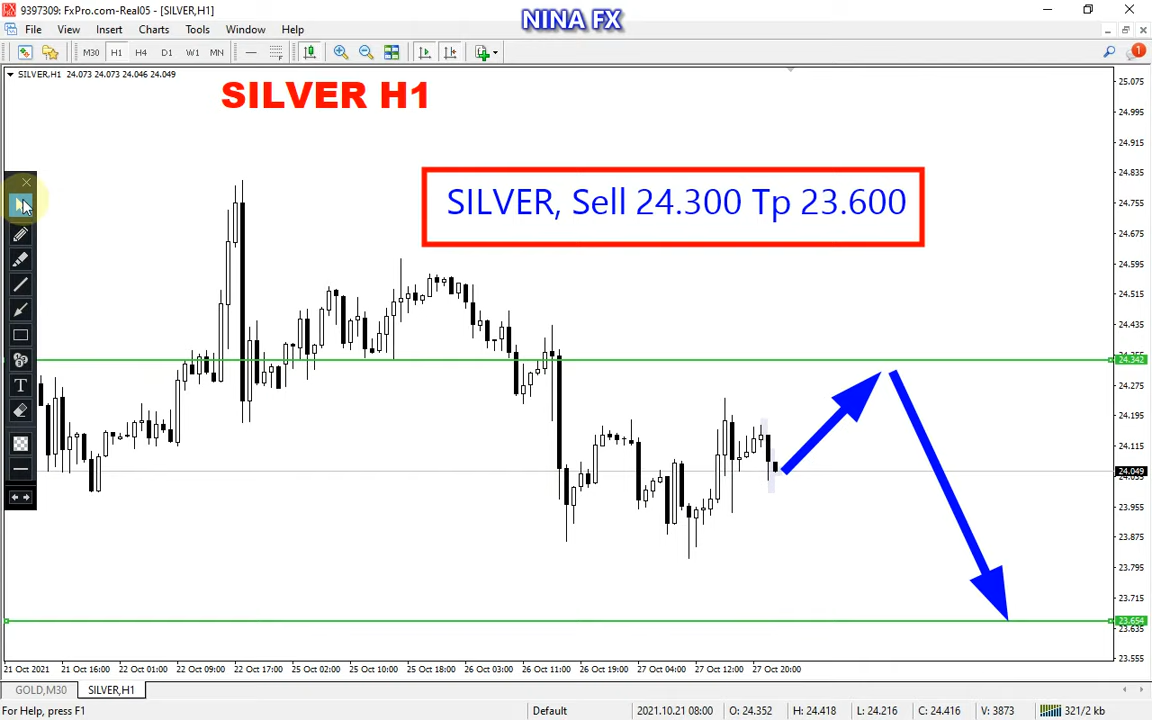 9397309: FxPro.com-Real05 - [SILVER,H1]
NINA FX
File View Insert Charts Tools Window Help
M30 H1 H4 D1 W1 MN
1
SILVER,H1 24.073 24.073 24.046 24.049
SILVER H1
SILVER, Sell 24.300 Tp 23.600
T
25.075
24.995
24.915
24.835
24.755
24.675
24.595
24.515
24.435
24.342
24.275
24.195
24.115
24.049
24.035
23.955
23.875
23.795
23.715
23.654
23.635
23.555
21 Oct 2021 21 Oct 16:00 22 Oct 01:00 22 Oct 09:00 22 Oct 17:00 25 Oct 02:00 25 Oct 10:00 25 Oct 18:00 26 Oct 03:00 26 Oct 11:00 26 Oct 19:00 27 Oct 04:00 27 Oct 12:00 27 Oct 20:00
GOLD,M30 SILVER,H1
For Help, press F1 Default 2021.10.21 08:00 O: 24.352 H: 24.418 L: 24.216 C: 24.416 V: 3873 321/2 kb